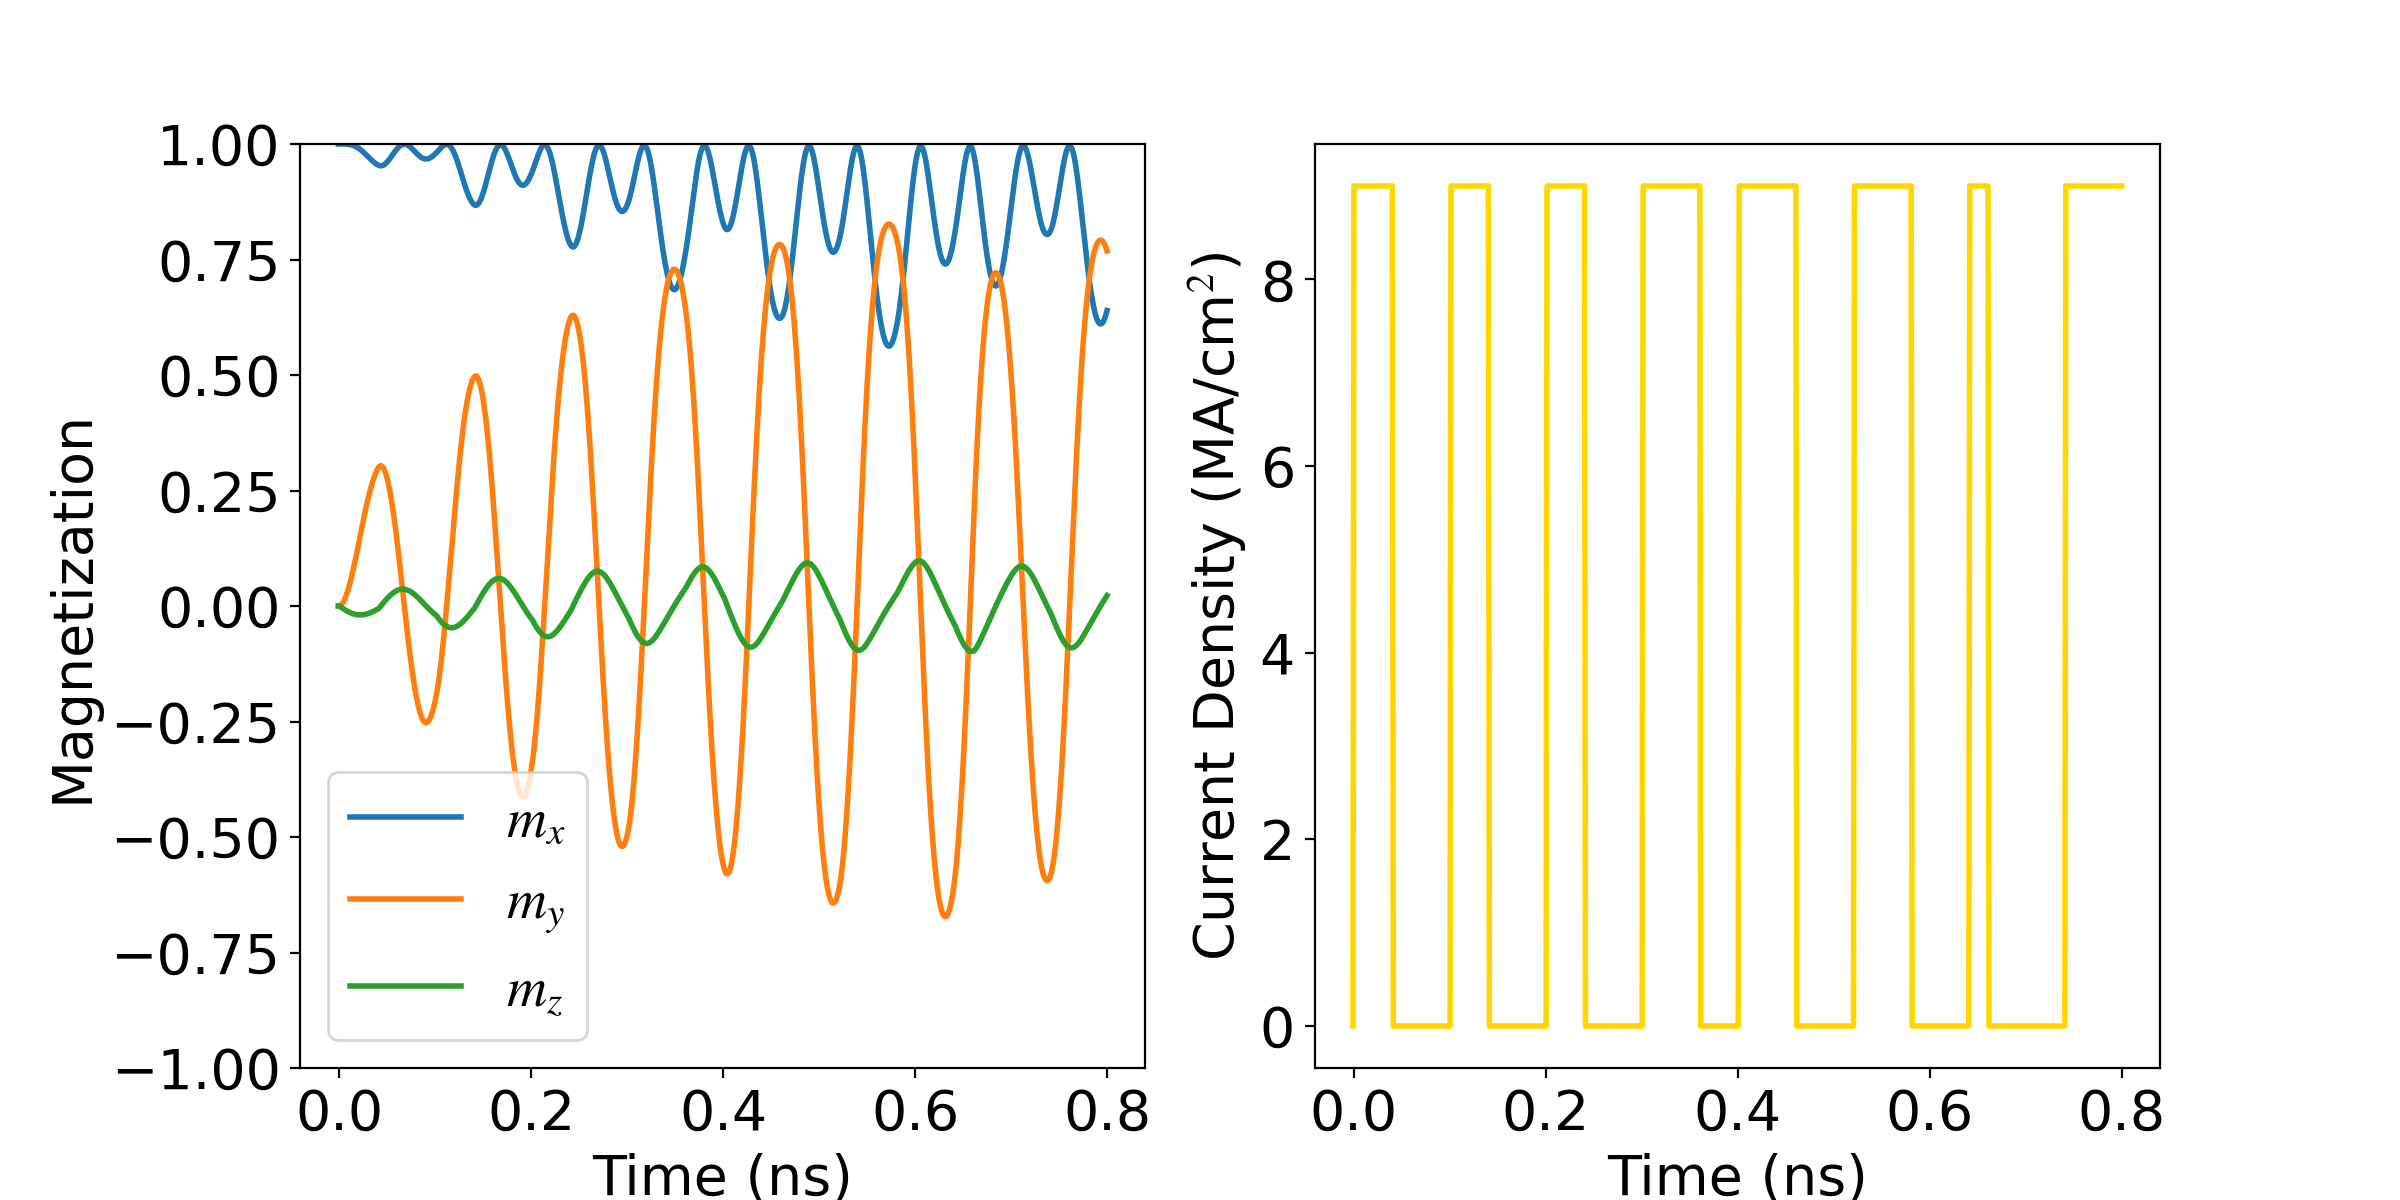 Magnetization
1.00
0.75
0.50
0.25
0.00
−0.25
−0.50
−0.75
−1.00
0.0 0.2 0.4 0.6 0.8
Time (ns)
m_x
m_y
m_z
Current Density (MA/cm²)
8
6
4
2
0
0.0 0.2 0.4 0.6 0.8
Time (ns)